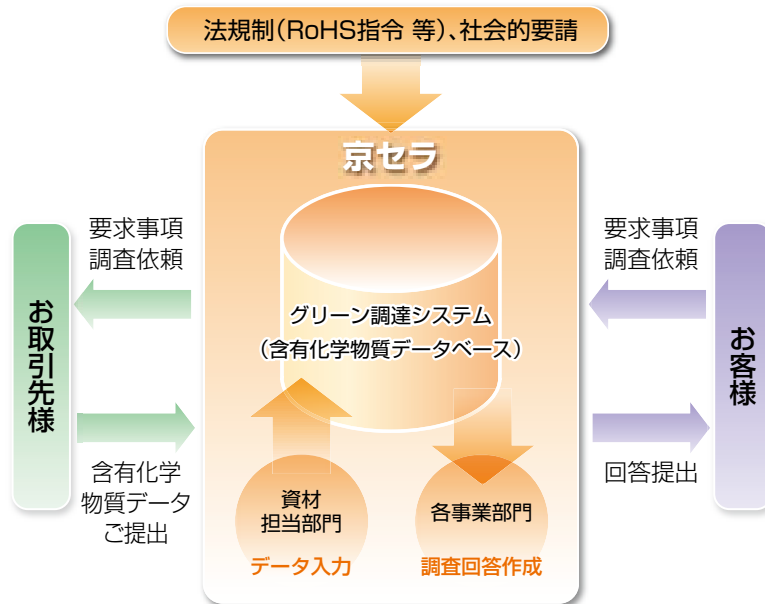 法規制（RoHS指令 等）、社会的要請
京セラ
要求事項
調査依頼
お取引先様
含有化学
物質データ
ご提出
グリーン調達システム
（含有化学物質データベース）
資材
担当部門
データ入力
各事業部門
調査回答作成
要求事項
調査依頼
お客様
回答提出